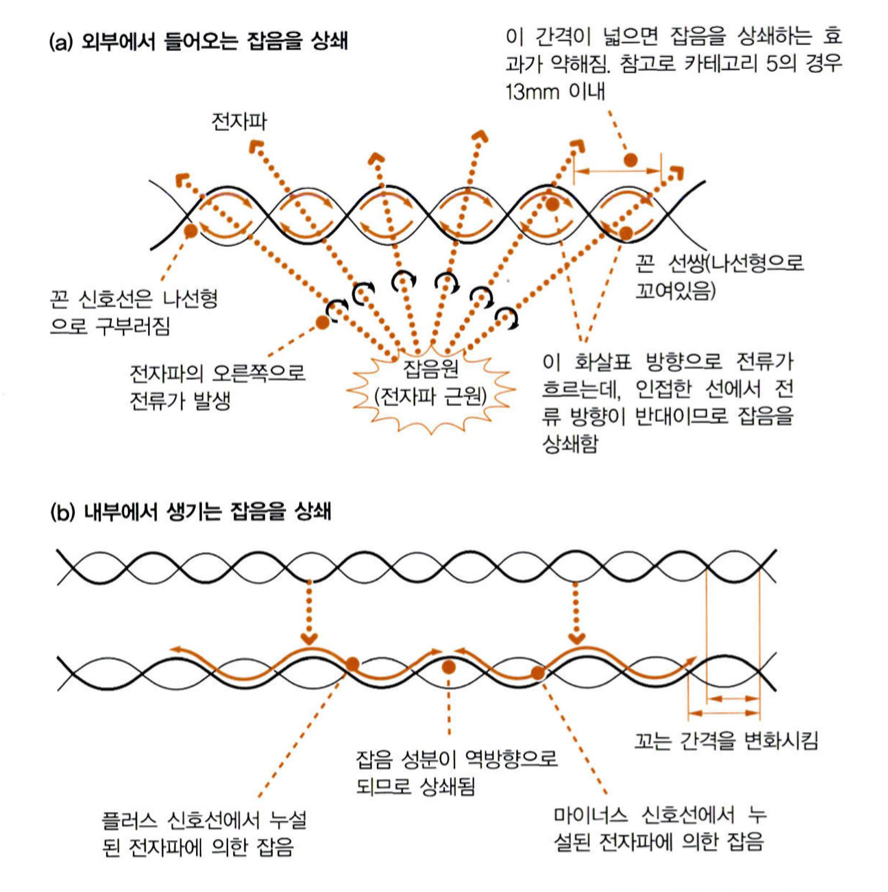 (a) 외부에서 들어오는 잡음을 상쇄
이 간격이 넓으면 잡음을 상쇄하는 효
과가 약해짐. 참고로 카테고리 5의 경우
13mm 이내
전자파
꼰 신호선은 나선형
으로 구부러짐
꼰 선쌍(나선형으로
꼬여있음)
전자파의 오른쪽으로
전류가 발생
잡음원
(전자파 근원)
이 화살표 방향으로 전류가
흐르는데, 인접한 선에서 전
류 방향이 반대이므로 잡음을
상쇄함
(b) 내부에서 생기는 잡음을 상쇄
꼬는 간격을 변화시킴
잡음 성분이 역방향으로
되므로 상쇄됨
플러스 신호선에서 누설
된 전자파에 의한 잡음
마이너스 신호선에서 누
설된 전자파에 의한 잡음